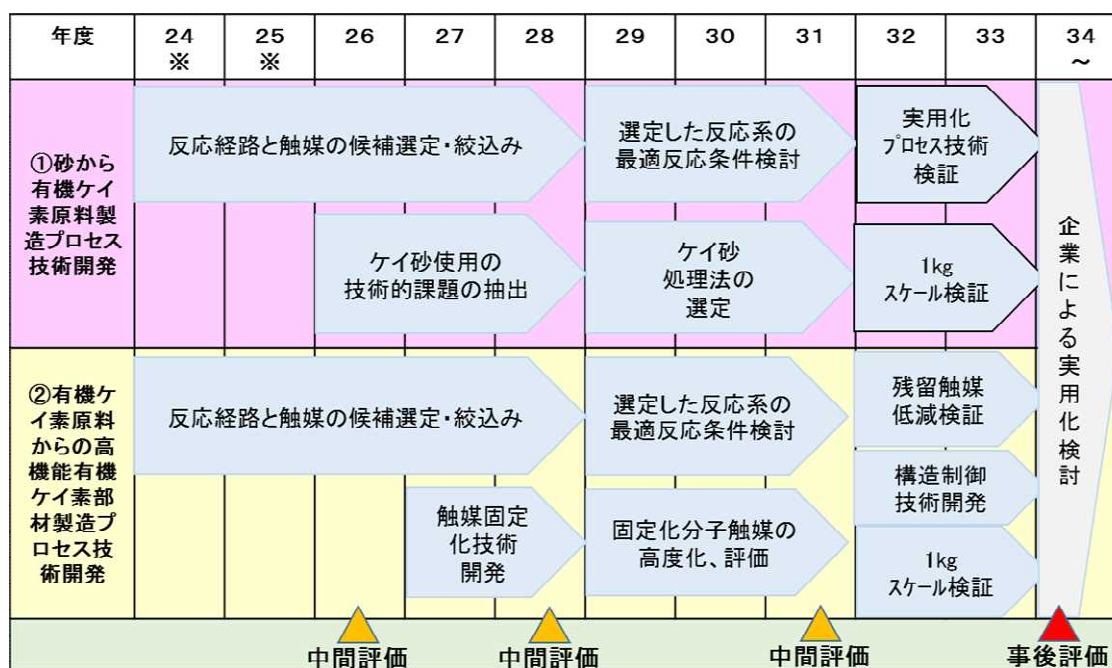 年度
24
※
25
※
26
27
28
29
30
31
32
33
34
～
①砂から
有機ケイ
素原料製
造プロセス
技術開発
反応経路と触媒の候補選定・絞込み
選定した反応系の
最適反応条件検討
実用化
ﾌﾟﾛｾｽ技術
検証
ケイ砂使用の
技術的課題の抽出
ケイ砂
処理法の
選定
1kg
ｽｹｰﾙ検証
企業による実用化検討
②有機ケ
イ素原料
からの高
機能有機
ケイ素部
材製造プ
ロセス技
術開発
反応経路と触媒の候補選定・絞込み
選定した反応系の
最適反応条件検討
残留触媒
低減検証
構造制御
技術開発
触媒固定
化技術
開発
固定化分子触媒の
高度化、評価
1kg
ｽｹｰﾙ検証
中間評価
中間評価
中間評価
事後評価